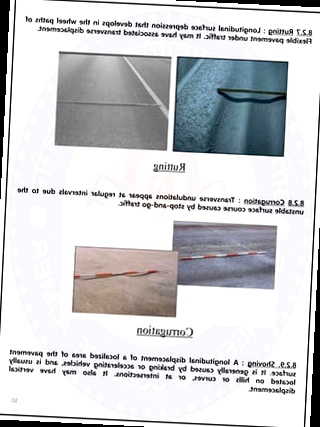 8.2.7 Rutting : Longitudinal surface depression that develops in the wheel paths of
Flexible pavement under traffic. It may have associated transverse displacement.
Rutting
8.2.8 Corrugation : Transverse undulations appear at regular intervals due to the
unstable surface course caused by stop-and-go traffic.
Corrugation
8.2.9. Shoving : A longitudinal displacement of a localized area of the pavement
surface. It is generally caused by braking or accelerating vehicles, and is usually
located on hills or curves, or at intersections. It also may have vertical
displacement.